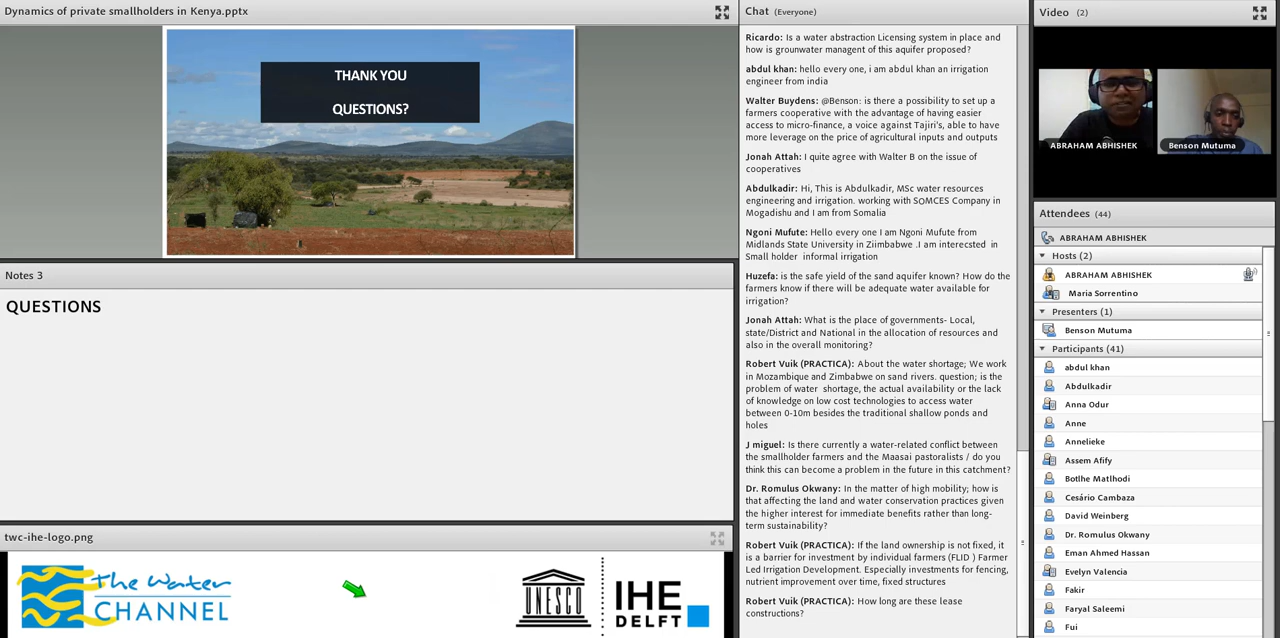 Dynamics of private smallholders in Kenya.pptx
THANK YOU
QUESTIONS?
Notes 3
QUESTIONS
twc-ihe-logo.png
the Water
CHANNEL
UNESCO
IHE
DELFT
Chat (Everyone)
Ricardo: Is a water abstraction Licensing system in place and
how is grounwater managent of this aquifer proposed?
abdul khan: hello every one, i am abdul khan an irrigation
engineer from india
Walter Buydens: @Benson: is there a possibility to set up a
farmers cooperative with the advantage of having easier
access to micro-finance, a voice against Tajiri's, able to have
more leverage on the price of agricultural inputs and outputs
Jonah Attah: I quite agree with Walter B on the issue of
cooperatives
Abdulkadir: Hi, This is Abdulkadir, MSc water resources
engineering and irrigation. working with SOMCES Company in
Mogadishu and I am from Somalia
Ngoni Mufute: Hello every one I am Ngoni Mufute from
Midlands State University in Ziimbabwe .I am interecsted in
Small holder informal irrigation
Huzefa: is the safe yield of the sand aquifer known? How do the
farmers know if there will be adequate water available for
irrigation?
Jonah Attah: What is the place of governments- Local,
state/District and National in the allocation of resources and
also in the overall monitoring?
Robert Vuik (PRACTICA): About the water shortage; We work
in Mozambique and Zimbabwe on sand rivers. question; is the
problem of water shortage, the actual availability or the lack
of knowledge on low cost technologies to access water
between 0-10m besides the traditional shallow ponds and
holes
J miguel: Is there currently a water-related conflict between
the smallholder farmers and the Maasai pastoralists / do you
think this can become a problem in the future in this catchment?
Dr. Romulus Okwany: In the matter of high mobility; how is
that affecting the land and water conservation practices given
the higher interest for immediate benefits rather than long-
term sustainability?
Robert Vuik (PRACTICA): If the land ownership is not fixed, it
is a barrier for investment by individual farmers (FLID ) Farmer
Led Irrigation Development. Especially investments for fencing,
nutrient improvement over time, fixed structures
Robert Vuik (PRACTICA): How long are these lease
constructions?
Video (2)
ABRAHAM ABHISHEK
Benson Mutuma
Attendees (44)
ABRAHAM ABHISHEK
Hosts (2)
ABRAHAM ABHISHEK
Maria Sorrentino
Presenters (1)
Benson Mutuma
Participants (41)
abdul khan
Abdulkadir
Anna Odur
Anne
Annelieke
Assem Afify
Botlhe Matlhodi
Cesário Cambaza
David Weinberg
Dr. Romulus Okwany
Eman Ahmed Hassan
Evelyn Valencia
Fakir
Faryal Saleemi
Fui